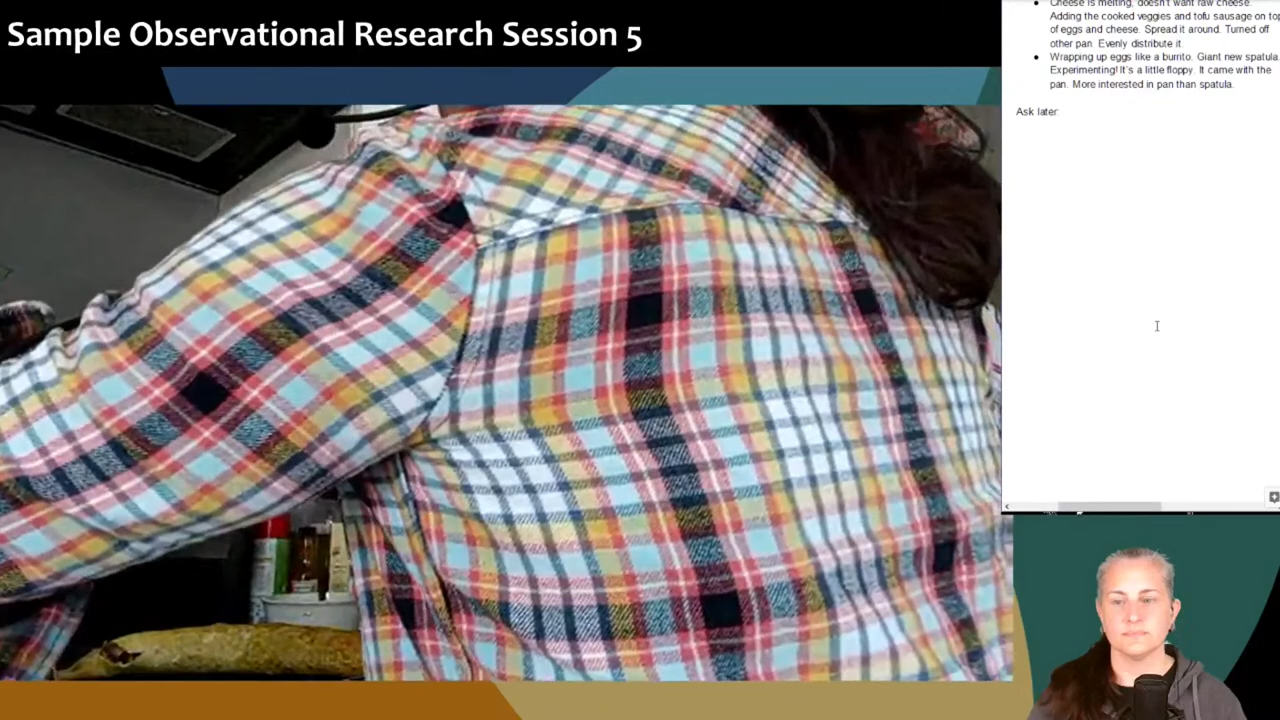 Sample Observational Research Session 5
Cheese is melting, doesn't want raw cheese.
Adding the cooked veggies and tofu sausage on top
of eggs and cheese. Spread it around. Turned off
other pan. Evenly distribute it.
Wrapping up eggs like a burrito. Giant new spatula.
Experimenting! It's a little floppy. It came with the
pan. More interested in pan than spatula.
Ask later: